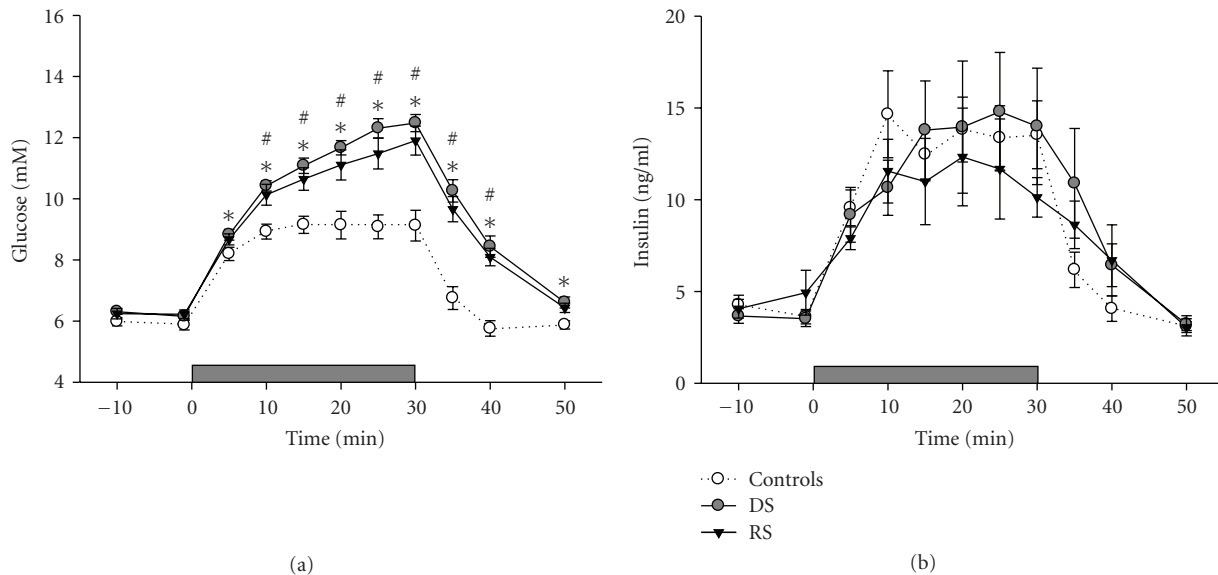 16
14
12
10
8
6
4
Glucose (mM)
* # * # * # * # * # * # * # * *
−10 0 10 20 30 40 50
Time (min)
(a)
20
15
10
5
0
Insulin (ng/ml)
−10 0 10 20 30 40 50
Time (min)
Controls
DS
RS
(b)